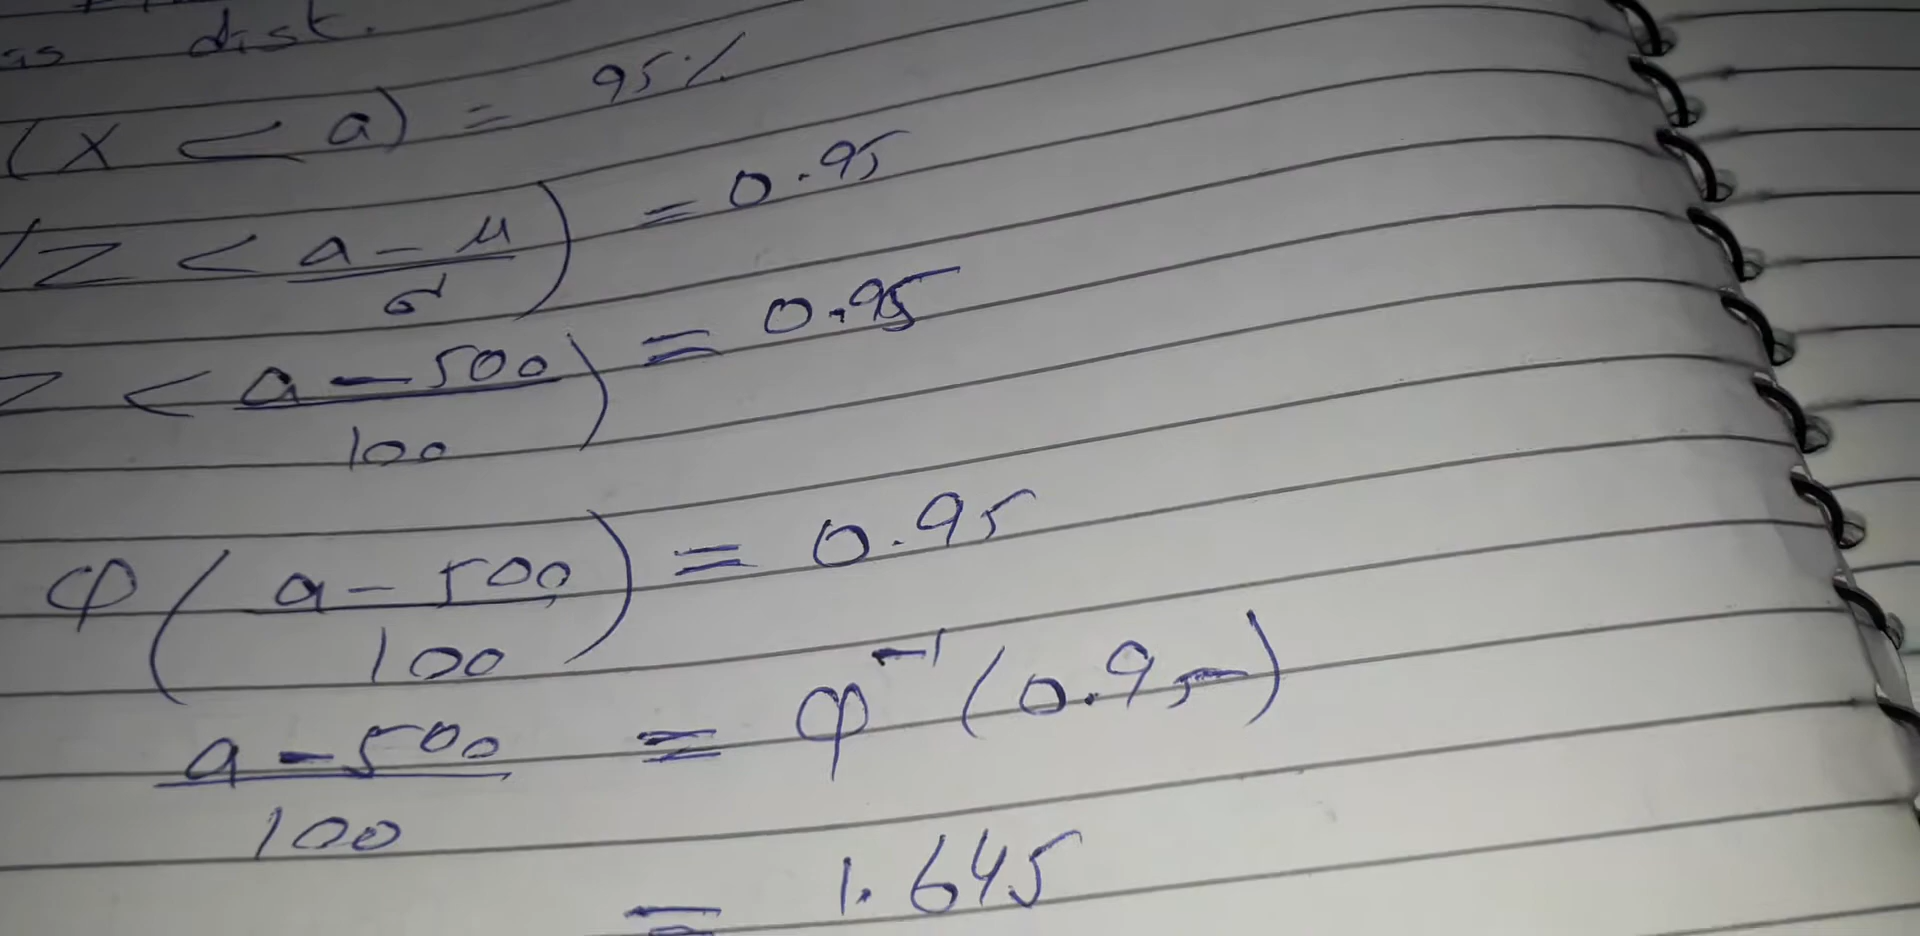 is dist.
(X < a) = 95%
(Z < a - μ / σ) = 0.95
Z < a - 500 / 100) = 0.95
φ(a - 500 / 100) = 0.95
a - 500 / 100 = φ⁻¹(0.95)
= 1.645